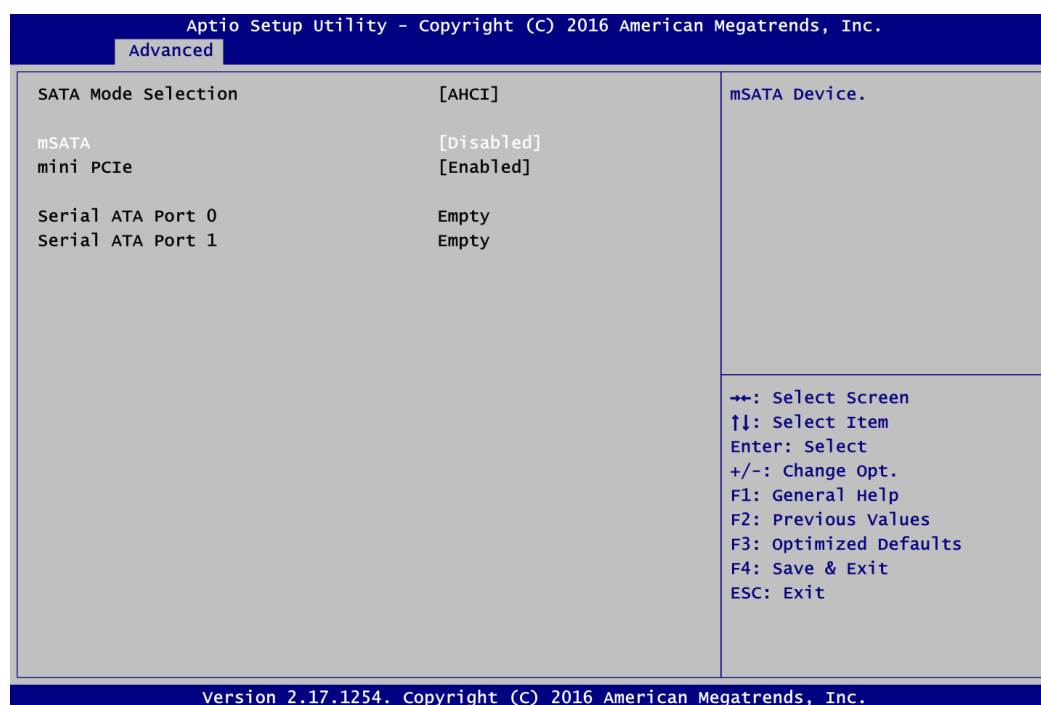 Aptio Setup Utility – Copyright (C) 2016 American Megatrends, Inc.
Advanced
SATA Mode Selection [AHCI]
mSATA [Disabled]
mini PCIe [Enabled]
Serial ATA Port 0 Empty
Serial ATA Port 1 Empty
mSATA Device.
→←: Select Screen
↑↓: Select Item
Enter: Select
+/-: Change Opt.
F1: General Help
F2: Previous Values
F3: Optimized Defaults
F4: Save & Exit
ESC: Exit
Version 2.17.1254. Copyright (C) 2016 American Megatrends, Inc.